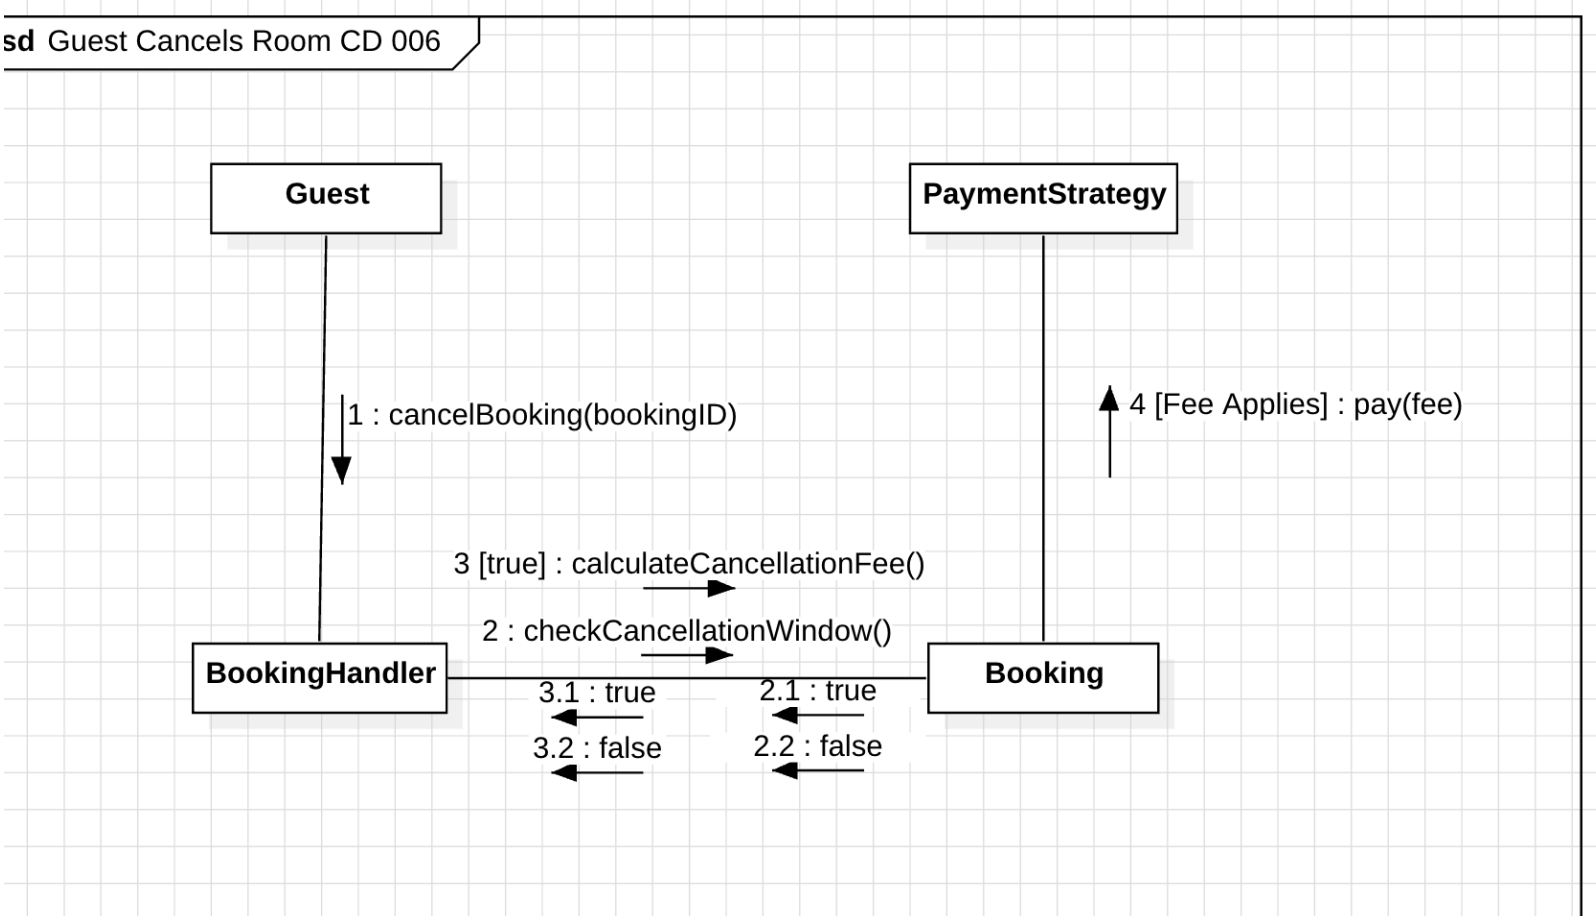 sd Guest Cancels Room CD 006
Guest
PaymentStrategy
1 : cancelBooking(bookingID)
4 [Fee Applies] : pay(fee)
3 [true] : calculateCancellationFee()
2 : checkCancellationWindow()
BookingHandler
Booking
3.1 : true
2.1 : true
3.2 : false
2.2 : false